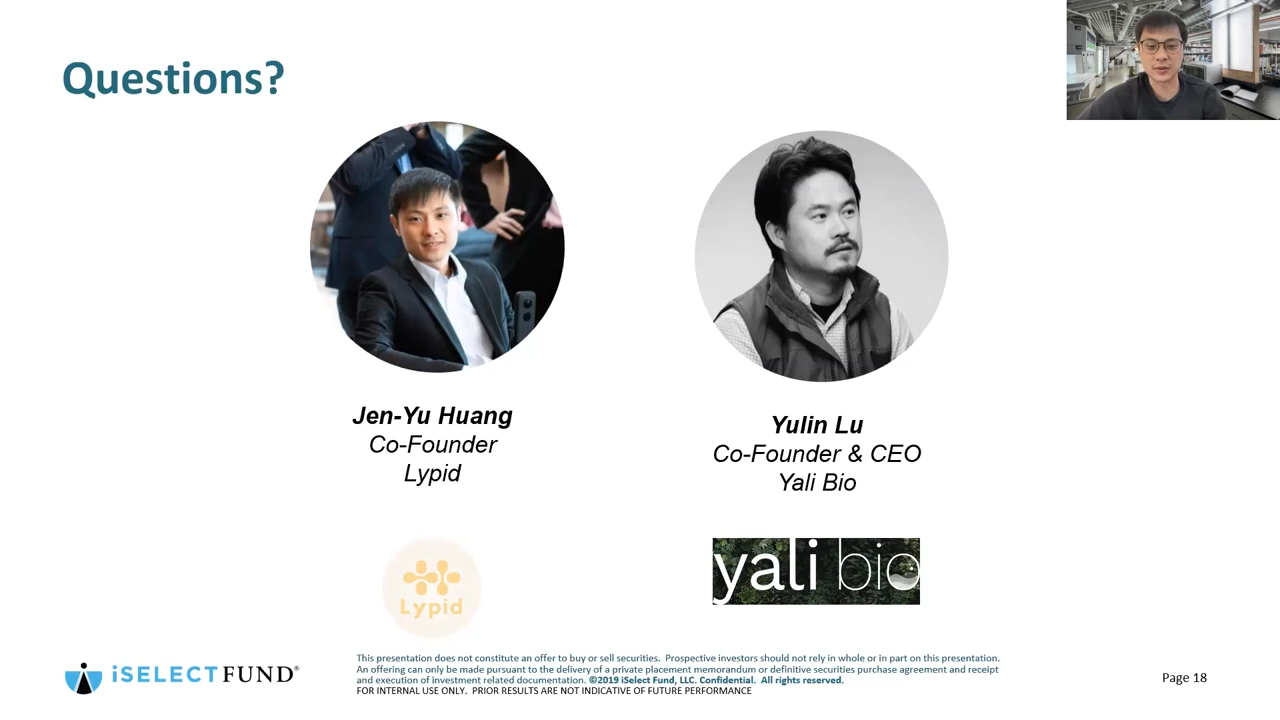 Questions?
Jen-Yu Huang
Co-Founder
Lypid
Yulin Lu
Co-Founder & CEO
Yali Bio
Lypid
yali bio
iSELECTFUND®
This presentation does not constitute an offer to buy or sell securities.  Prospective investors should not rely in whole or in part on this presentation.
An offering can only be made pursuant to the delivery of a private placement memorandum or definitive securities purchase agreement and receipt
and execution of investment related documentation. ©2019 iSelect Fund, LLC. Confidential.  All rights reserved.
FOR INTERNAL USE ONLY.  PRIOR RESULTS ARE NOT INDICATIVE OF FUTURE PERFORMANCE
Page 18